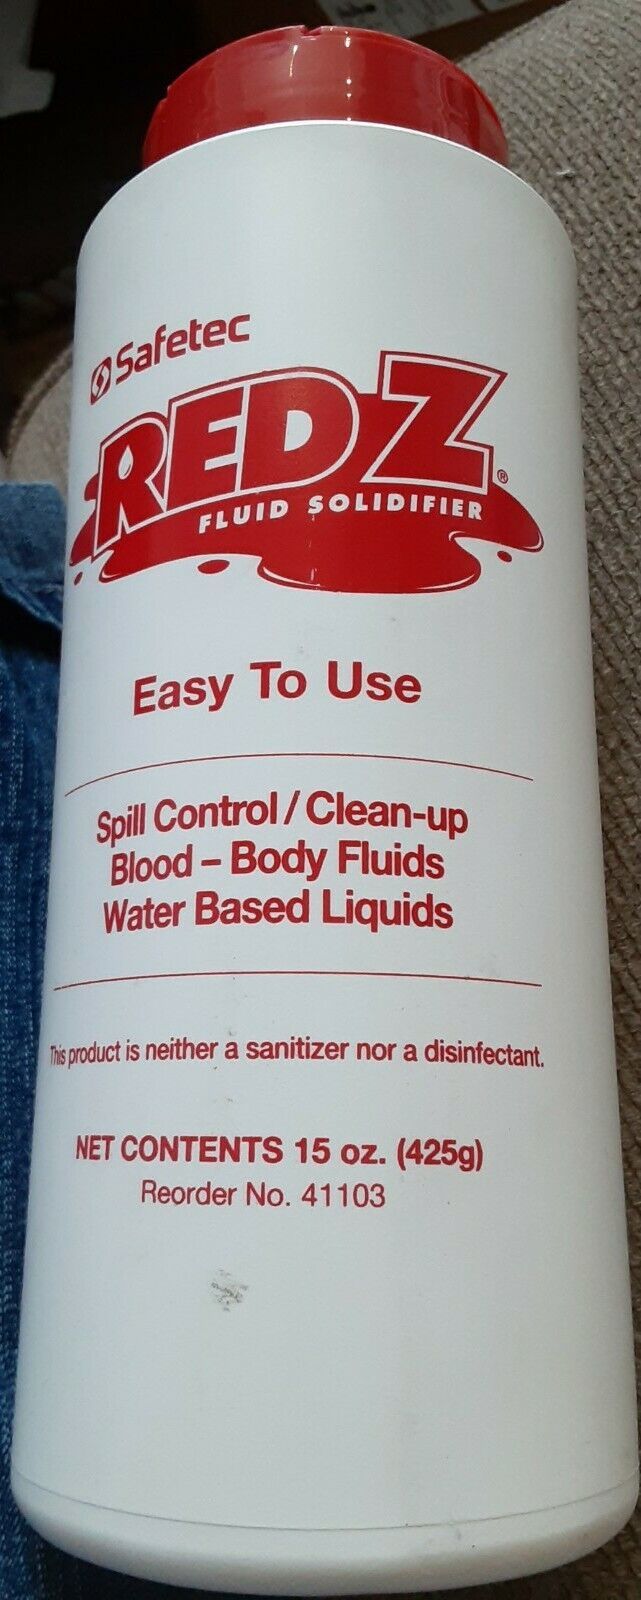 Safetec
RED Z®
FLUID SOLIDIFIER
Easy To Use
Spill Control / Clean-up
Blood – Body Fluids
Water Based Liquids
This product is neither a sanitizer nor a disinfectant.
NET CONTENTS 15 oz. (425g)
Reorder No. 41103